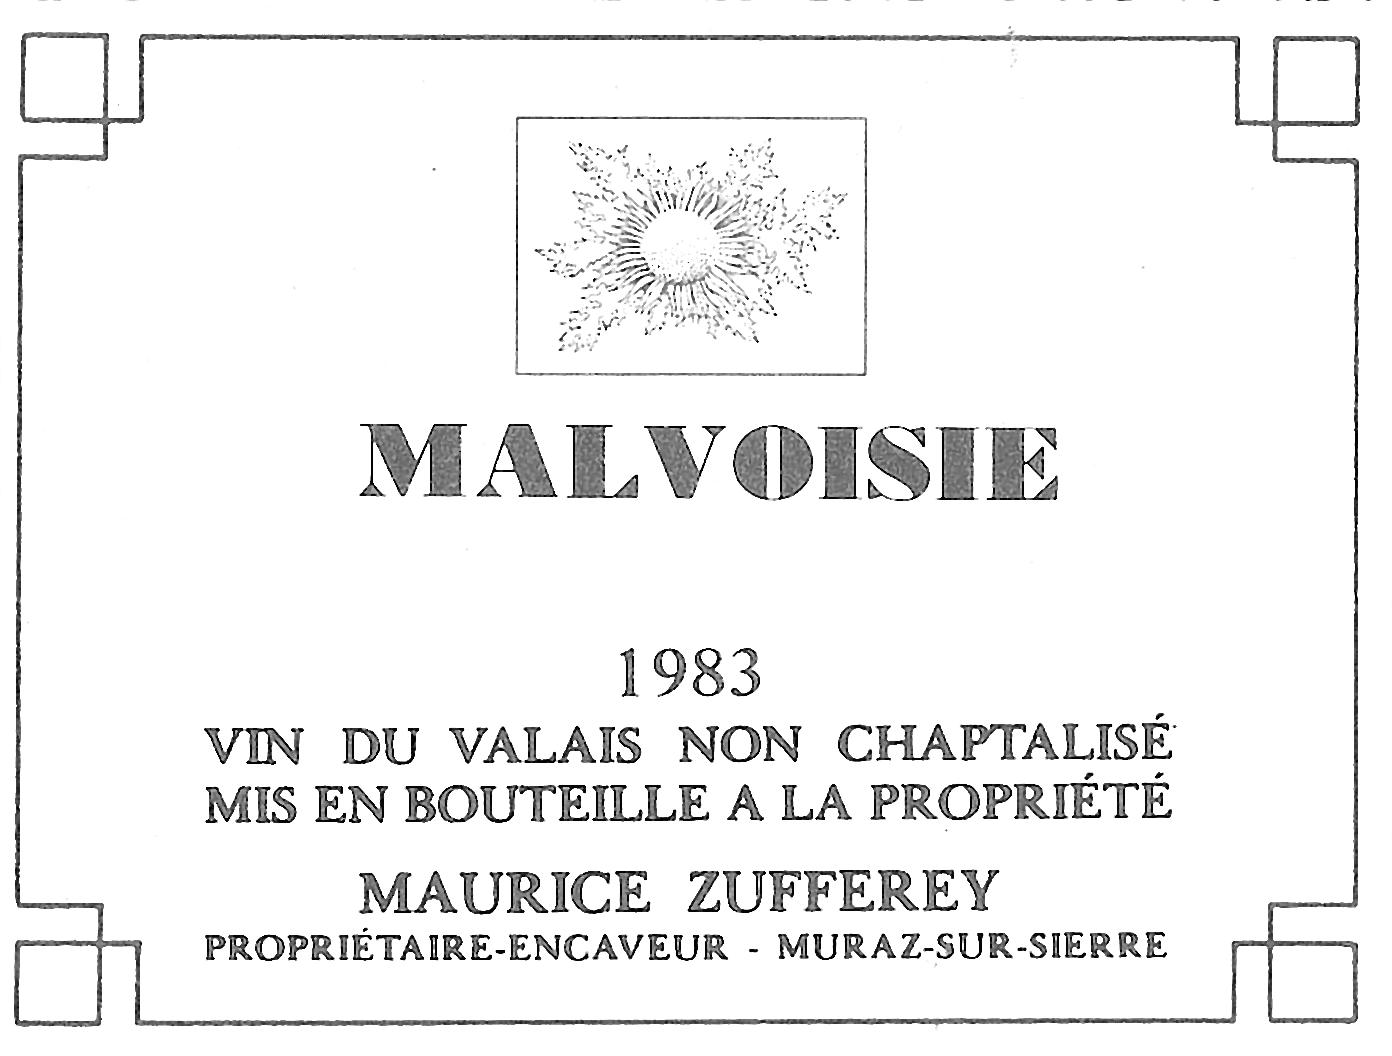 MALVOISIE
1983
VIN DU VALAIS NON CHAPTALISÉ
MIS EN BOUTEILLE A LA PROPRIÉTÉ
MAURICE ZUFFEREY
PROPRIÉTAIRE-ENCAVEUR - MURAZ-SUR-SIERRE